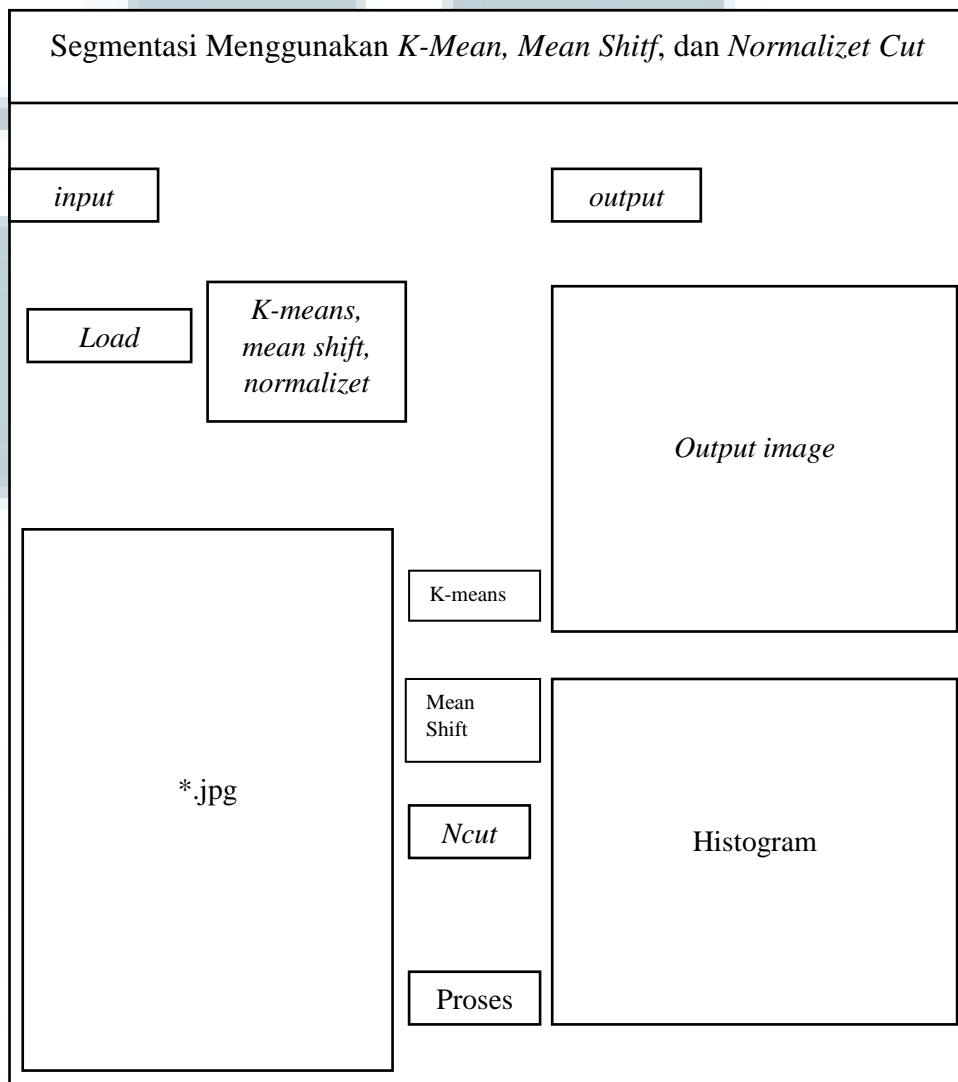 Segmentasi Menggunakan K-Mean, Mean Shitf, dan Normalizet Cut
input
output
Load
K-means,
mean shift,
normalizet
Output image
K-means
Mean
Shift
*.jpg
Ncut
Histogram
Proses